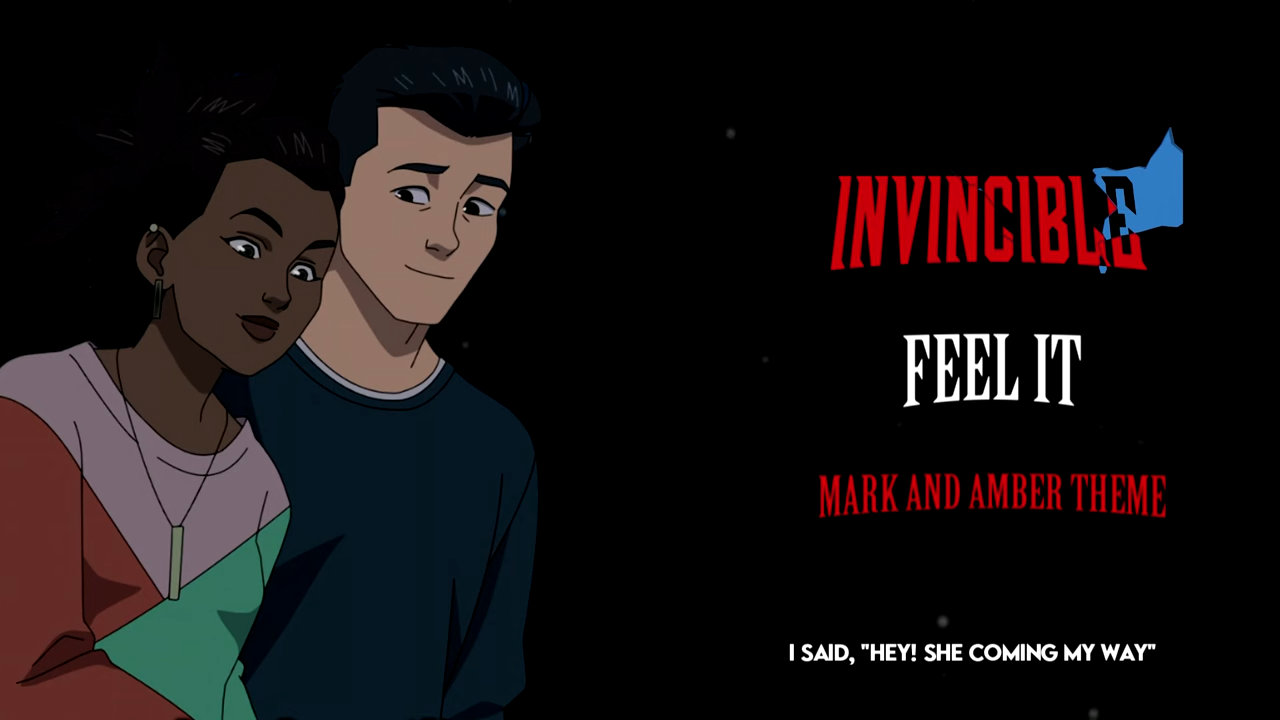 INVINCIBLE
FEEL IT
MARK AND AMBER THEME
I SAID, "HEY! SHE COMING MY WAY"